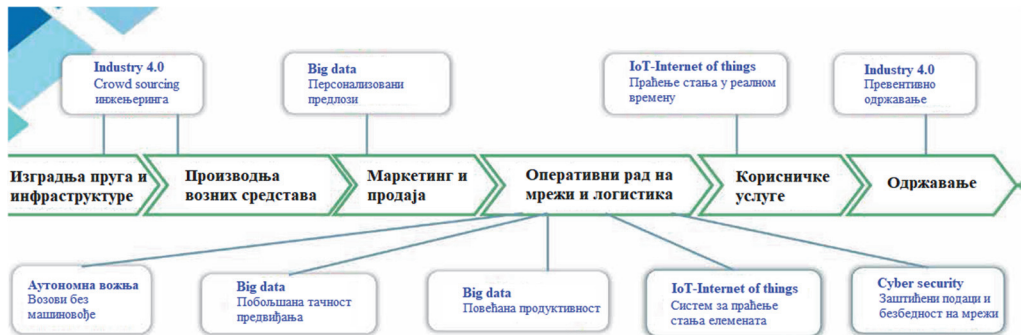 Industry 4.0
Crowd sourcing
инжењеринга
Big data
Персонализовани
предлози
IoT-Internet of things
Праћење стања у реалном
времену
Industry 4.0
Превентивно
одржавање
Изградња пруга и
инфраструктуре
Производња
возних средстава
Маркетинг и
продаја
Оперативни рад на
мрежи и логистика
Корисничке
услуге
Одржавање
Аутономна вожња
Возови без
машиновође
Big data
Побољшана тачност
предвиђања
Big data
Повећана продуктивност
IoT-Internet of things
Систем за праћење
стања елемената
Cyber security
Заштићени подаци и
безбедност на мрежи